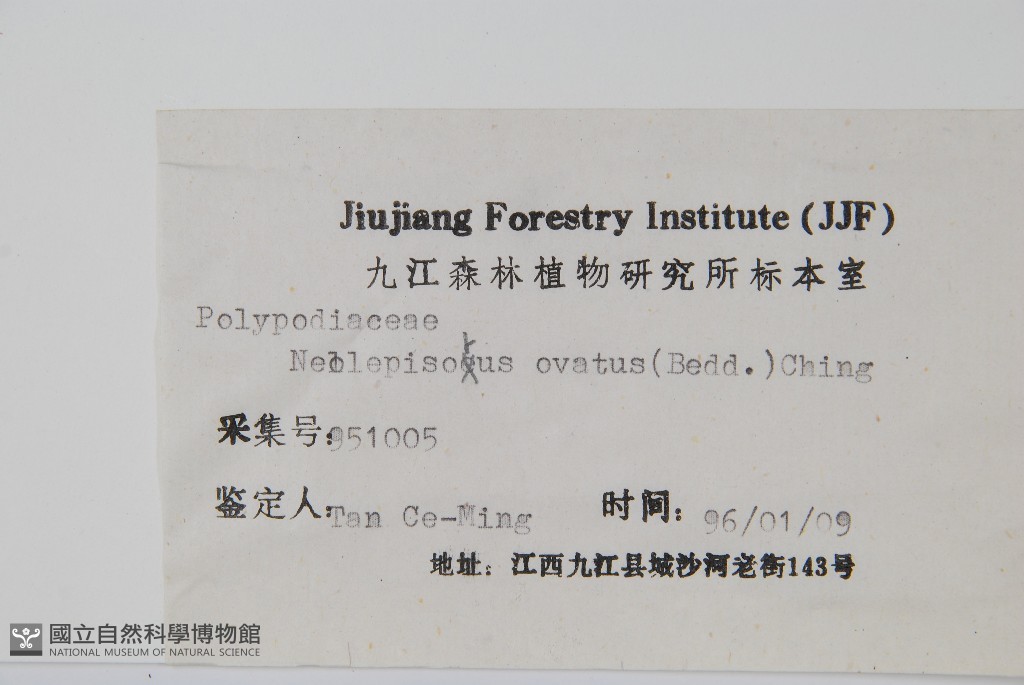 Jiujiang Forestry Institute (JJF)
九江森林植物研究所标本室
Polypodiaceae
Neolepisorus ovatus(Bedd.)Ching
采集号:951005
鉴定人:Tan Ce-Ming 时间: 96/01/09
地址: 江西九江县城沙河老街143号
國立自然科學博物館
NATIONAL MUSEUM OF NATURAL SCIENCE